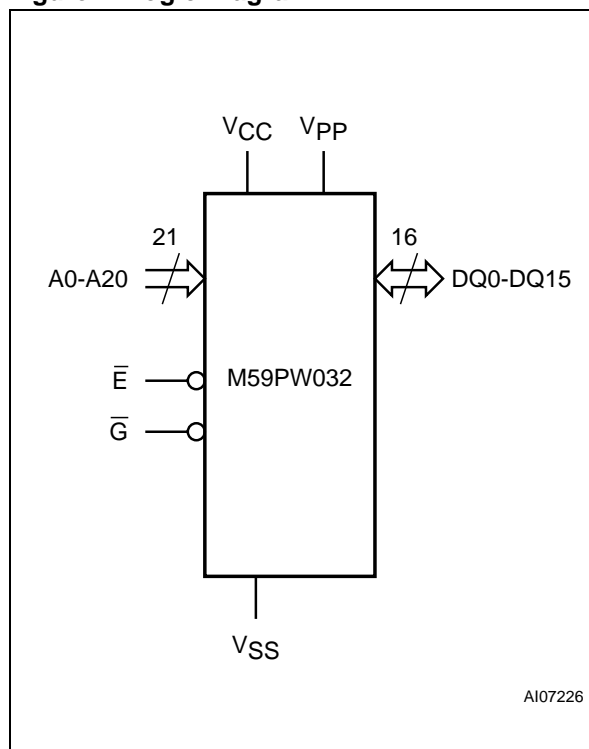 VCC VPP
21 16
A0-A20 DQ0-DQ15
E̅ M59PW032
G̅
VSS
AI07226